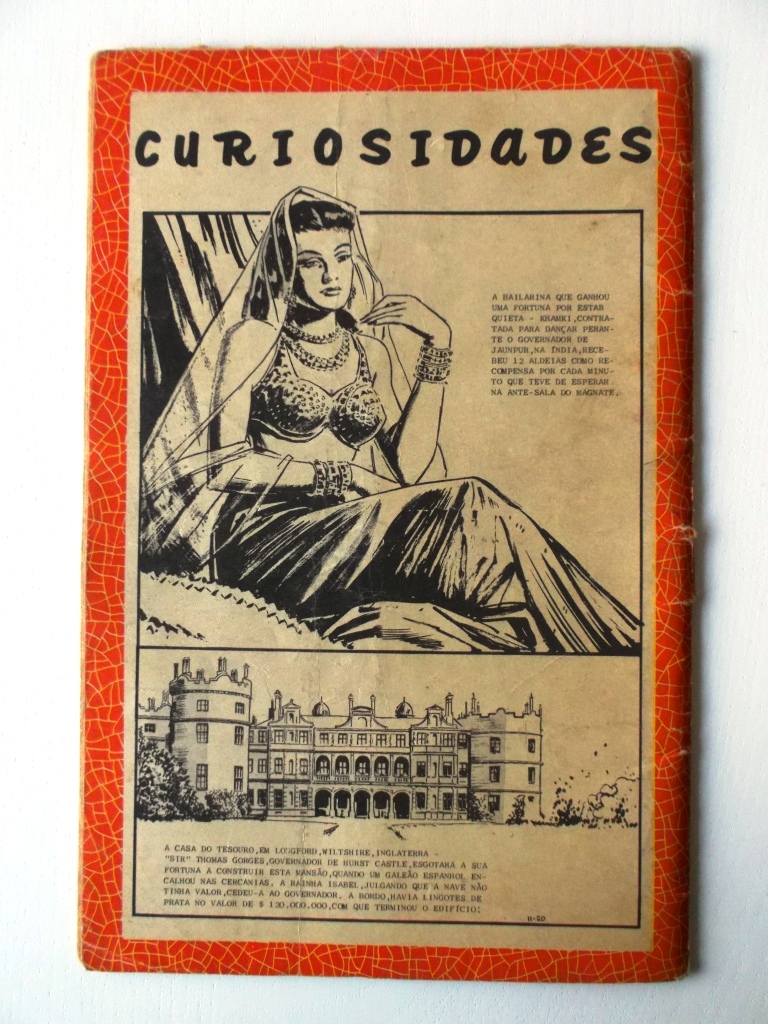 CURIOSIDADES
A BAILARINA QUE GANHOU
UMA FORTUNA POR ESTAR
QUIETA - KHAMKI,CONTRA-
TADA PARA DANÇAR PERAN-
TE O GOVERNADOR DE
JAUNPUR,NA ÍNDIA,RECE-
BEU 12 ALDEIAS COMO RE-
COMPENSA POR CADA MINU-
TO QUE TEVE DE ESPERAR
NA ANTE-SALA DO MAGNATE.
A CASA DO TESOURO,EM LOGGFORD,WILTSHIRE,INGLATERRA -
"SIR" THOMAS GORGES,GOVERNADOR DE HURST CASTLE,ESGOTARA A SUA
FORTUNA A CONSTRUIR ESTA MANSÃO,QUANDO UM GALEÃO ESPANHOL EN-
CALHOU NAS CERCANIAS. A RAINHA ISABEL,JULGANDO QUE A NAVE NÃO
TINHA VALOR,CEDEU-A AO GOVERNADOR. A BORDO,HAVIA LINGOTES DE
PRATA NO VALOR DE $ 120.000.000,COM QUE TERMINOU O EDIFÍCIO.
11-20